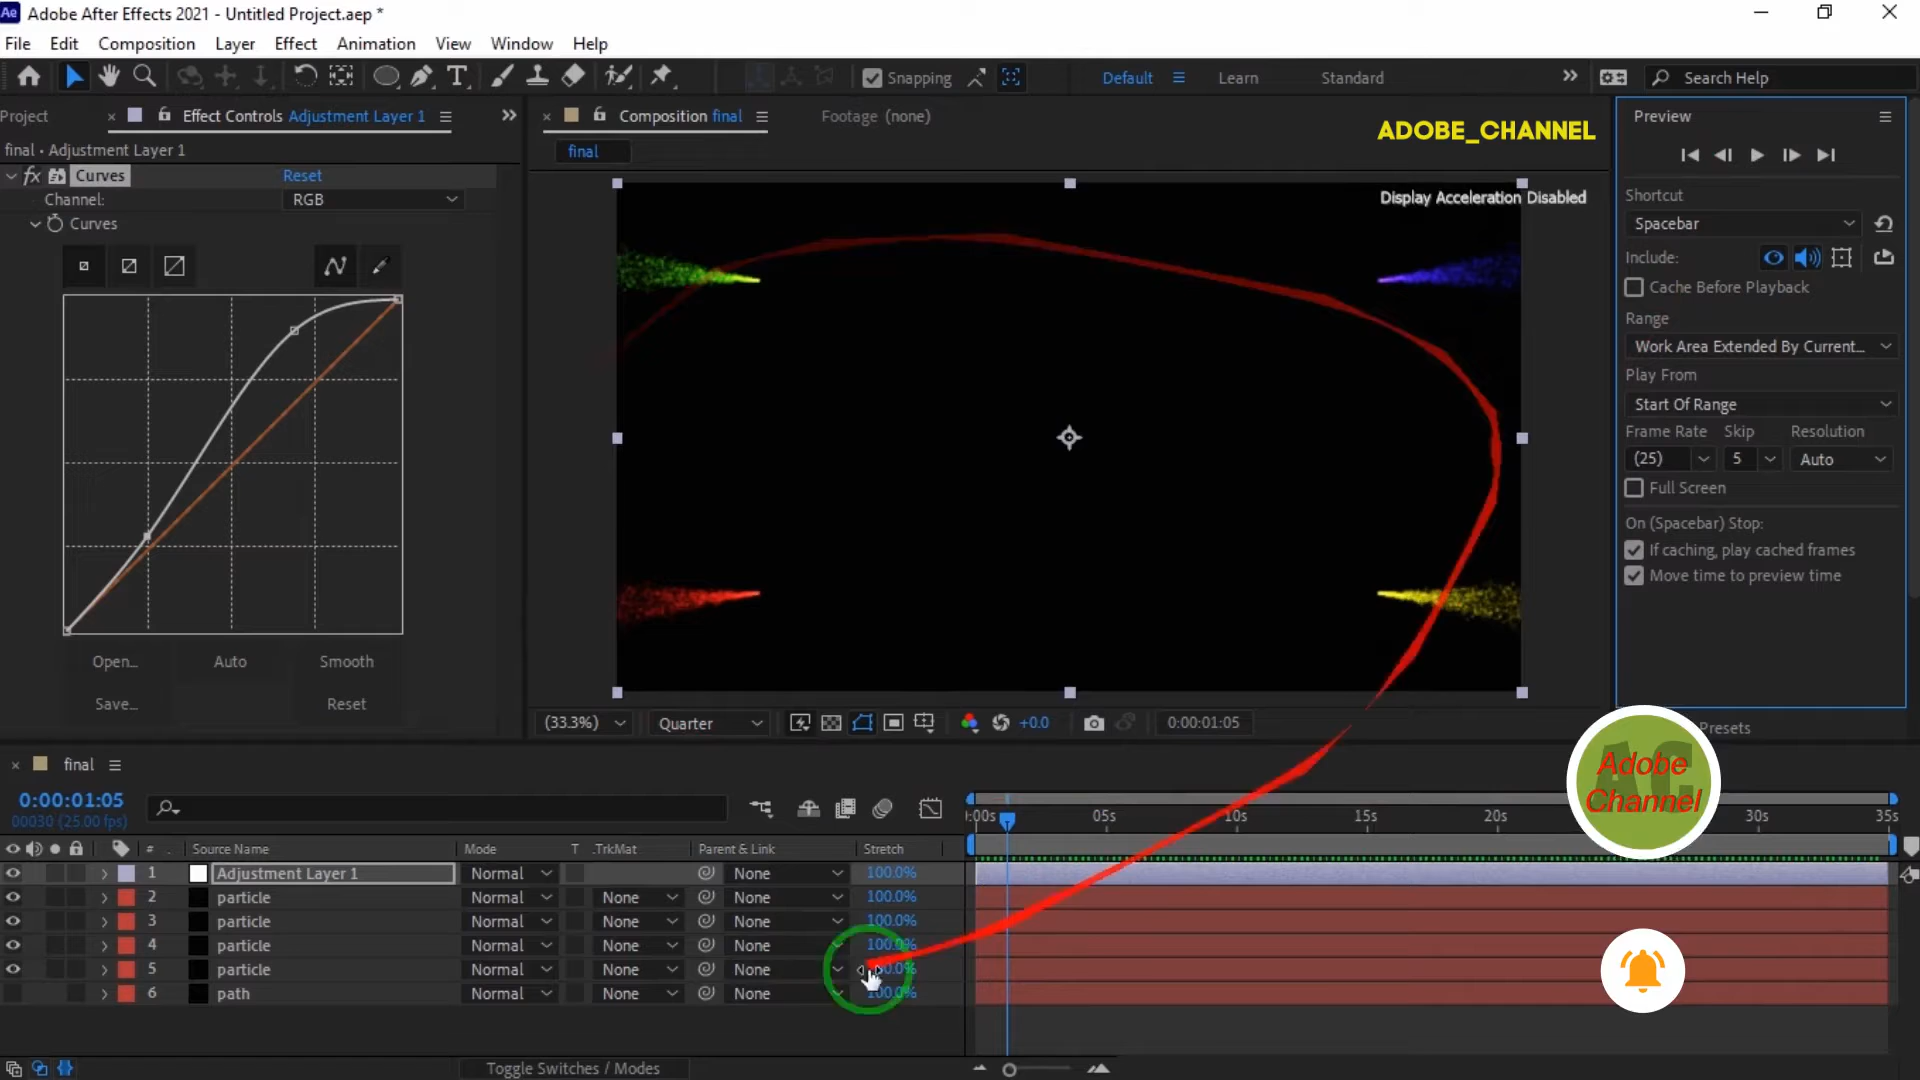 Ae Adobe After Effects 2021 - Untitled Project.aep *
File Edit Composition Layer Effect Animation View Window Help
Snapping Default Learn Standard Search Help
Project Effect Controls Adjustment Layer 1 Composition final Footage (none) ADOBE_CHANNEL Preview
final • Adjustment Layer 1 final
fx Curves Reset
Channel: RGB
Curves
Display Acceleration Disabled
Shortcut
Spacebar
Include:
Cache Before Playback
Range
Work Area Extended By Current...
Play From
Start Of Range
Frame Rate Skip Resolution
(25) 5 Auto
Full Screen
On (Spacebar) Stop:
If caching, play cached frames
Move time to preview time
Open... Auto Smooth
Save... Reset
(33.3%) Quarter +0.0 0:00:01:05
Presets
AC
Adobe
Channel
final
0:00:01:05
00030 (25.00 fps)
:00s 05s 10s 15s 20s 30s 35s
# Source Name Mode T .TrkMat Parent & Link Stretch
1 Adjustment Layer 1 Normal None 100.0%
2 particle Normal None None 100.0%
3 particle Normal None None 100.0%
4 particle Normal None None 100.0%
5 particle Normal None None
6 path Normal None None 100.0%
Toggle Switches / Modes